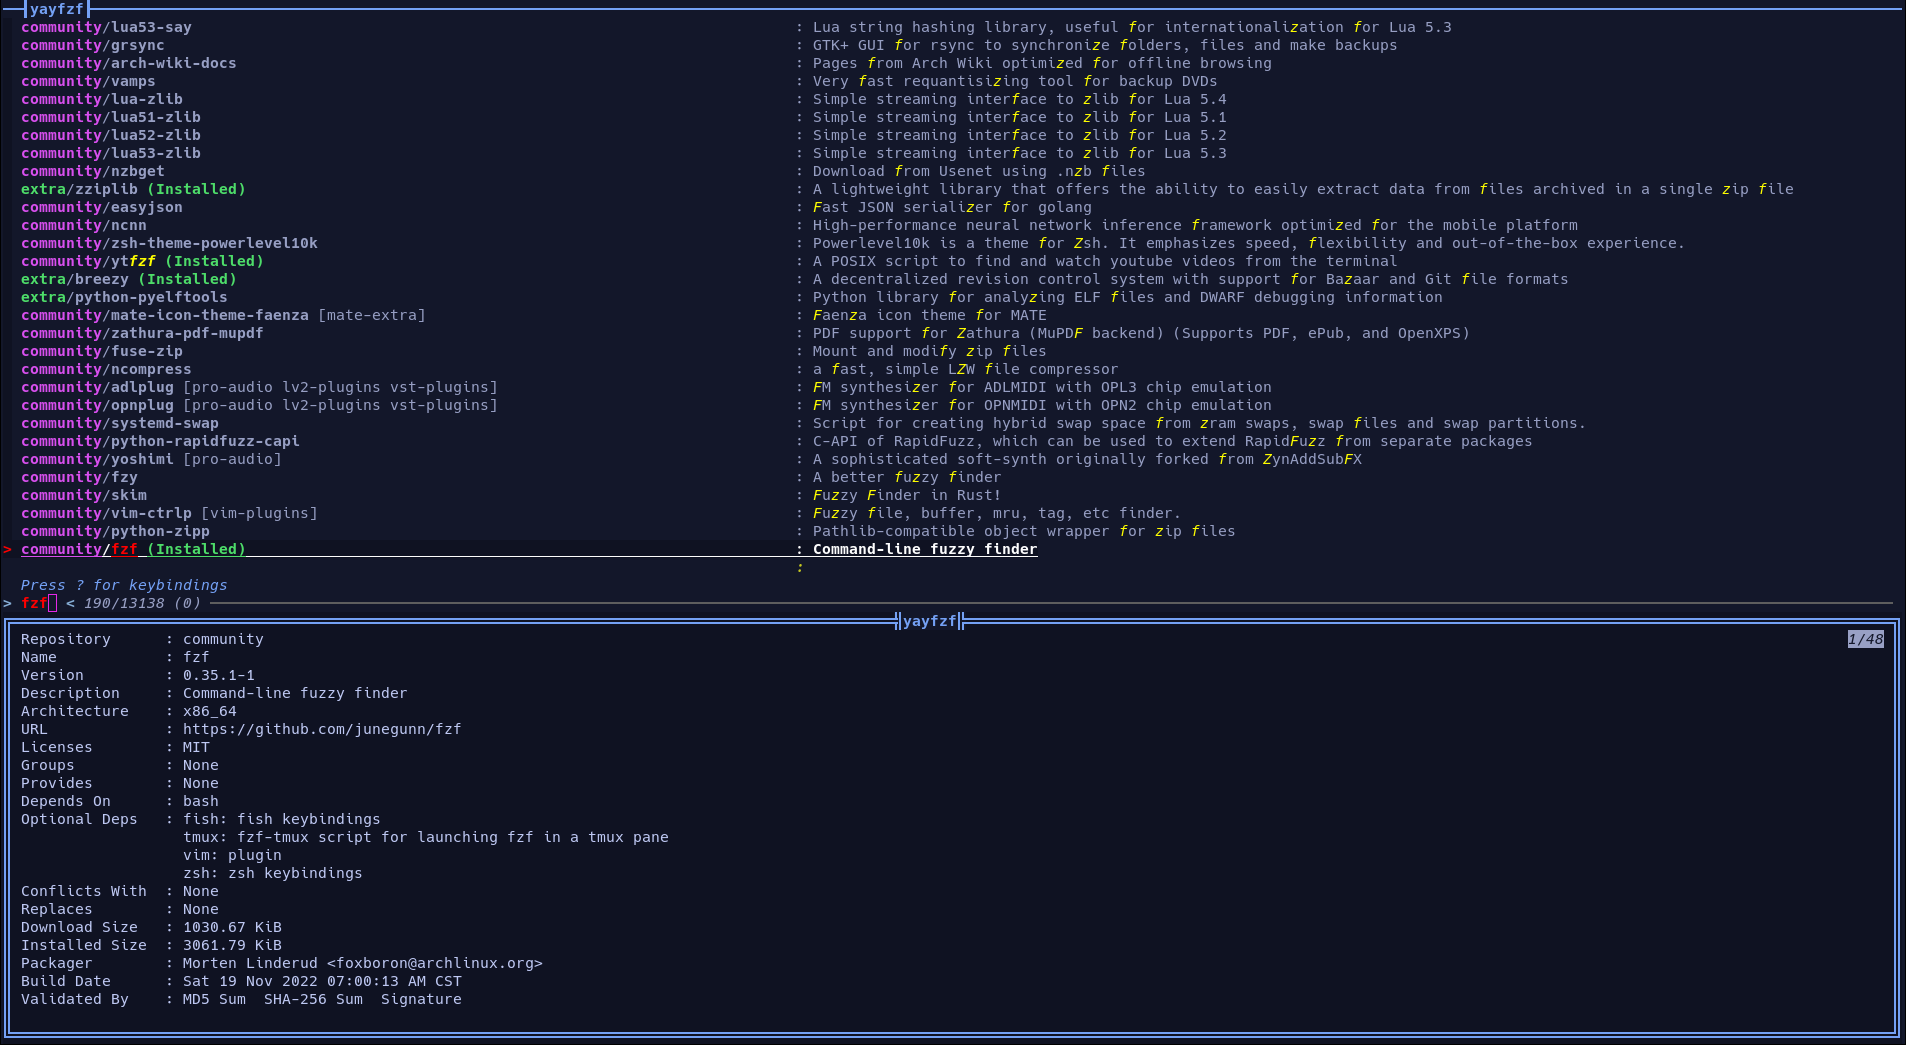 yayfzf
community/lua53-say : Lua string hashing library, useful for internationalization for Lua 5.3
community/grsync : GTK+ GUI for rsync to synchronize folders, files and make backups
community/arch-wiki-docs : Pages from Arch Wiki optimized for offline browsing
community/vamps : Very fast requantisizing tool for backup DVDs
community/lua-zlib : Simple streaming interface to zlib for Lua 5.4
community/lua51-zlib : Simple streaming interface to zlib for Lua 5.1
community/lua52-zlib : Simple streaming interface to zlib for Lua 5.2
community/lua53-zlib : Simple streaming interface to zlib for Lua 5.3
community/nzbget : Download from Usenet using .nzb files
extra/zziplib (Installed) : A lightweight library that offers the ability to easily extract data from files archived in a single zip file
community/easyjson : Fast JSON serializer for golang
community/ncnn : High-performance neural network inference framework optimized for the mobile platform
community/zsh-theme-powerlevel10k : Powerlevel10k is a theme for Zsh. It emphasizes speed, flexibility and out-of-the-box experience.
community/ytfzf (Installed) : A POSIX script to find and watch youtube videos from the terminal
extra/breezy (Installed) : A decentralized revision control system with support for Bazaar and Git file formats
extra/python-pyelftools : Python library for analyzing ELF files and DWARF debugging information
community/mate-icon-theme-faenza [mate-extra] : Faenza icon theme for MATE
community/zathura-pdf-mupdf : PDF support for Zathura (MuPDF backend) (Supports PDF, ePub, and OpenXPS)
community/fuse-zip : Mount and modify zip files
community/ncompress : a fast, simple LZW file compressor
community/adlplug [pro-audio lv2-plugins vst-plugins] : FM synthesizer for ADLMIDI with OPL3 chip emulation
community/opnplug [pro-audio lv2-plugins vst-plugins] : FM synthesizer for OPNMIDI with OPN2 chip emulation
community/systemd-swap : Script for creating hybrid swap space from zram swaps, swap files and swap partitions.
community/python-rapidfuzz-capi : C-API of RapidFuzz, which can be used to extend RapidFuzz from separate packages
community/yoshimi [pro-audio] : A sophisticated soft-synth originally forked from ZynAddSubFX
community/fzy : A better fuzzy finder
community/skim : Fuzzy Finder in Rust!
community/vim-ctrlp [vim-plugins] : Fuzzy file, buffer, mru, tag, etc finder.
community/python-zipp : Pathlib-compatible object wrapper for zip files
> community/fzf (Installed) : Command-line fuzzy finder
:
Press ? for keybindings
> fzf < 190/13138 (0)
yayfzf
Repository : community 1/48
Name : fzf
Version : 0.35.1-1
Description : Command-line fuzzy finder
Architecture : x86_64
URL : https://github.com/junegunn/fzf
Licenses : MIT
Groups : None
Provides : None
Depends On : bash
Optional Deps : fish: fish keybindings
tmux: fzf-tmux script for launching fzf in a tmux pane
vim: plugin
zsh: zsh keybindings
Conflicts With : None
Replaces : None
Download Size : 1030.67 KiB
Installed Size : 3061.79 KiB
Packager : Morten Linderud <foxboron@archlinux.org>
Build Date : Sat 19 Nov 2022 07:00:13 AM CST
Validated By : MD5 Sum SHA-256 Sum Signature